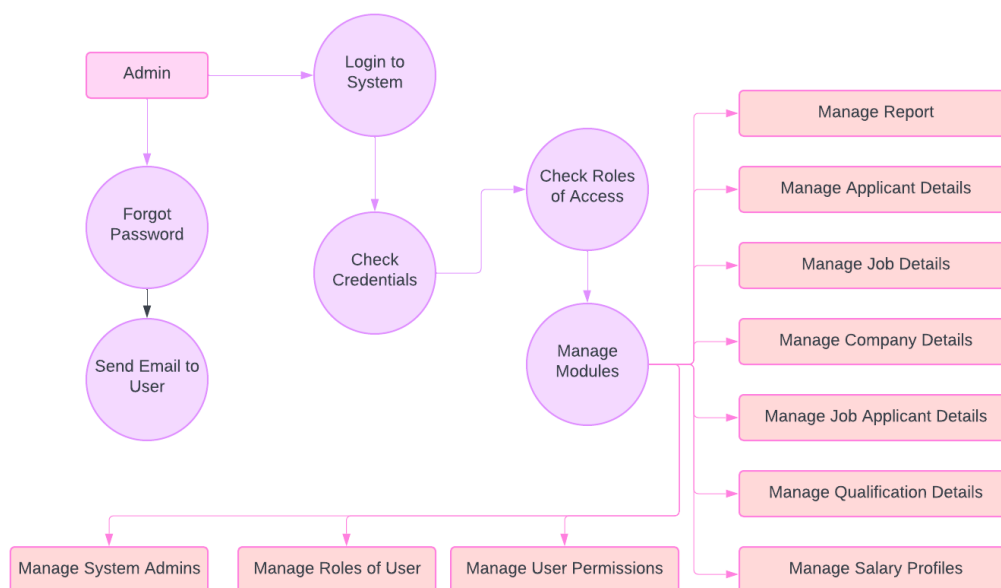 Admin
Login to
System
Manage Report
Check Roles
of Access
Manage Applicant Details
Forgot
Password
Check
Credentials
Manage Job Details
Manage Company Details
Manage
Modules
Send Email to
User
Manage Job Applicant Details
Manage Qualification Details
Manage System Admins
Manage Roles of User
Manage User Permissions
Manage Salary Profiles